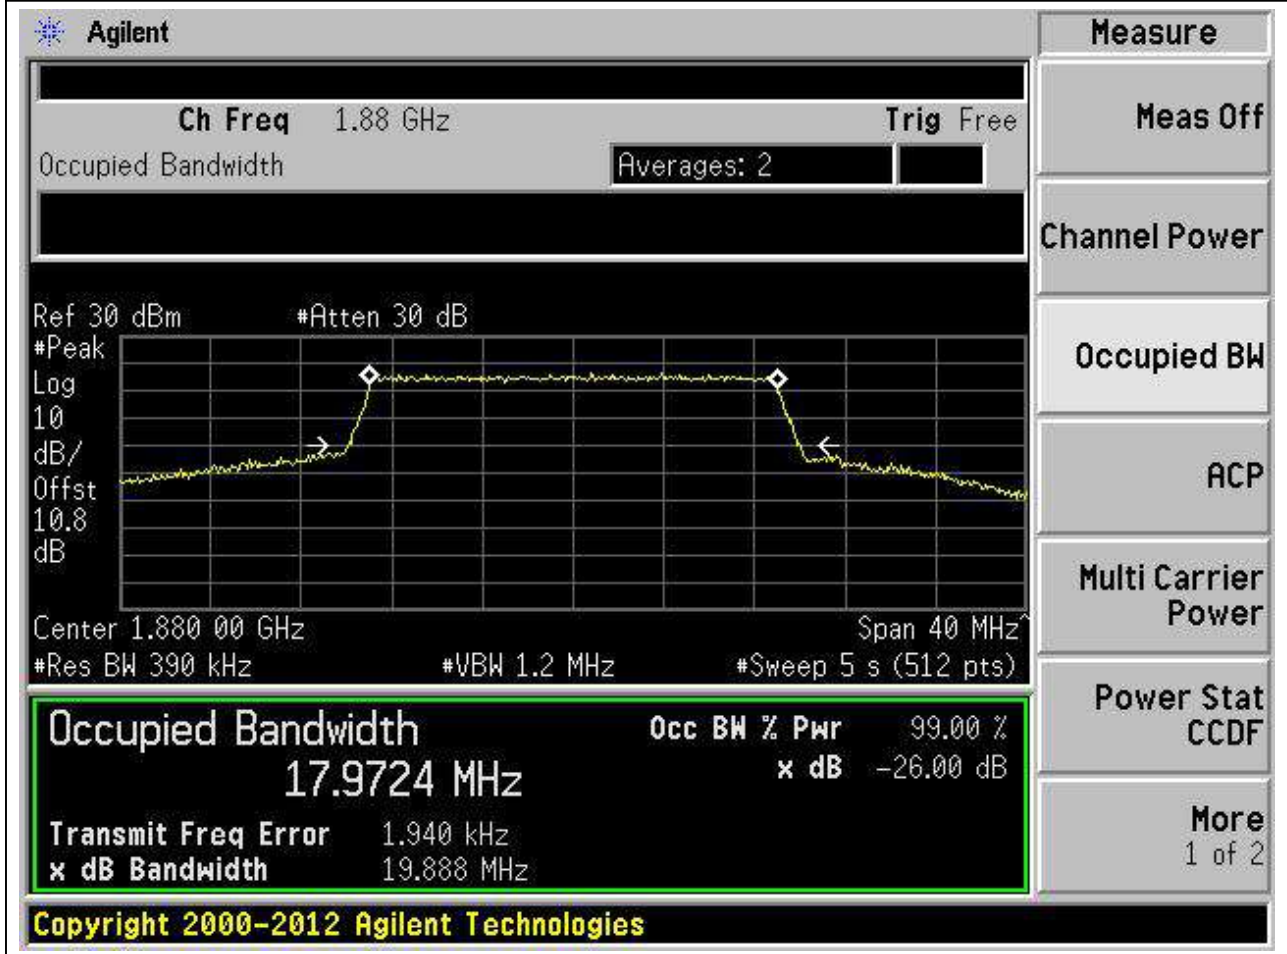 Agilent
Measure
Ch Freq 1.88 GHz Trig Free
Occupied Bandwidth Averages: 2
Ref 30 dBm #Atten 30 dB
#Peak
Log
10
dB/
Offst
10.8
dB
Center 1.880 00 GHz Span 40 MHz^
#Res BW 390 kHz #VBW 1.2 MHz #Sweep 5 s (512 pts)
Occupied Bandwidth Occ BW % Pwr 99.00 %
17.9724 MHz x dB -26.00 dB
Transmit Freq Error 1.940 kHz
x dB Bandwidth 19.888 MHz
Copyright 2000-2012 Agilent Technologies
Meas Off
Channel Power
Occupied BW
ACP
Multi Carrier
Power
Power Stat
CCDF
More
1 of 2